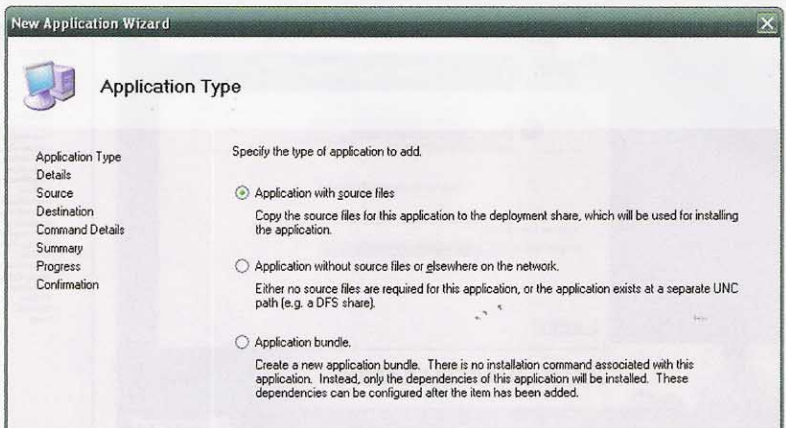 New Application Wizard
Application Type
Application Type
Details
Source
Destination
Command Details
Summary
Progress
Confirmation
Specify the type of application to add.
Application with source files
Copy the source files for this application to the deployment share, which will be used for installing
the application.
Application without source files or elsewhere on the network.
Either no source files are required for this application, or the application exists at a separate UNC
path (e.g. a DFS share).
Application bundle.
Create a new application bundle. There is no installation command associated with this
application. Instead, only the dependencies of this application will be installed. These
dependencies can be configured after the item has been added.